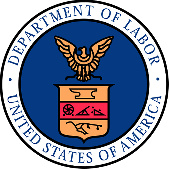 DEPARTMENT OF LABOR
UNITED STATES OF AMERICA